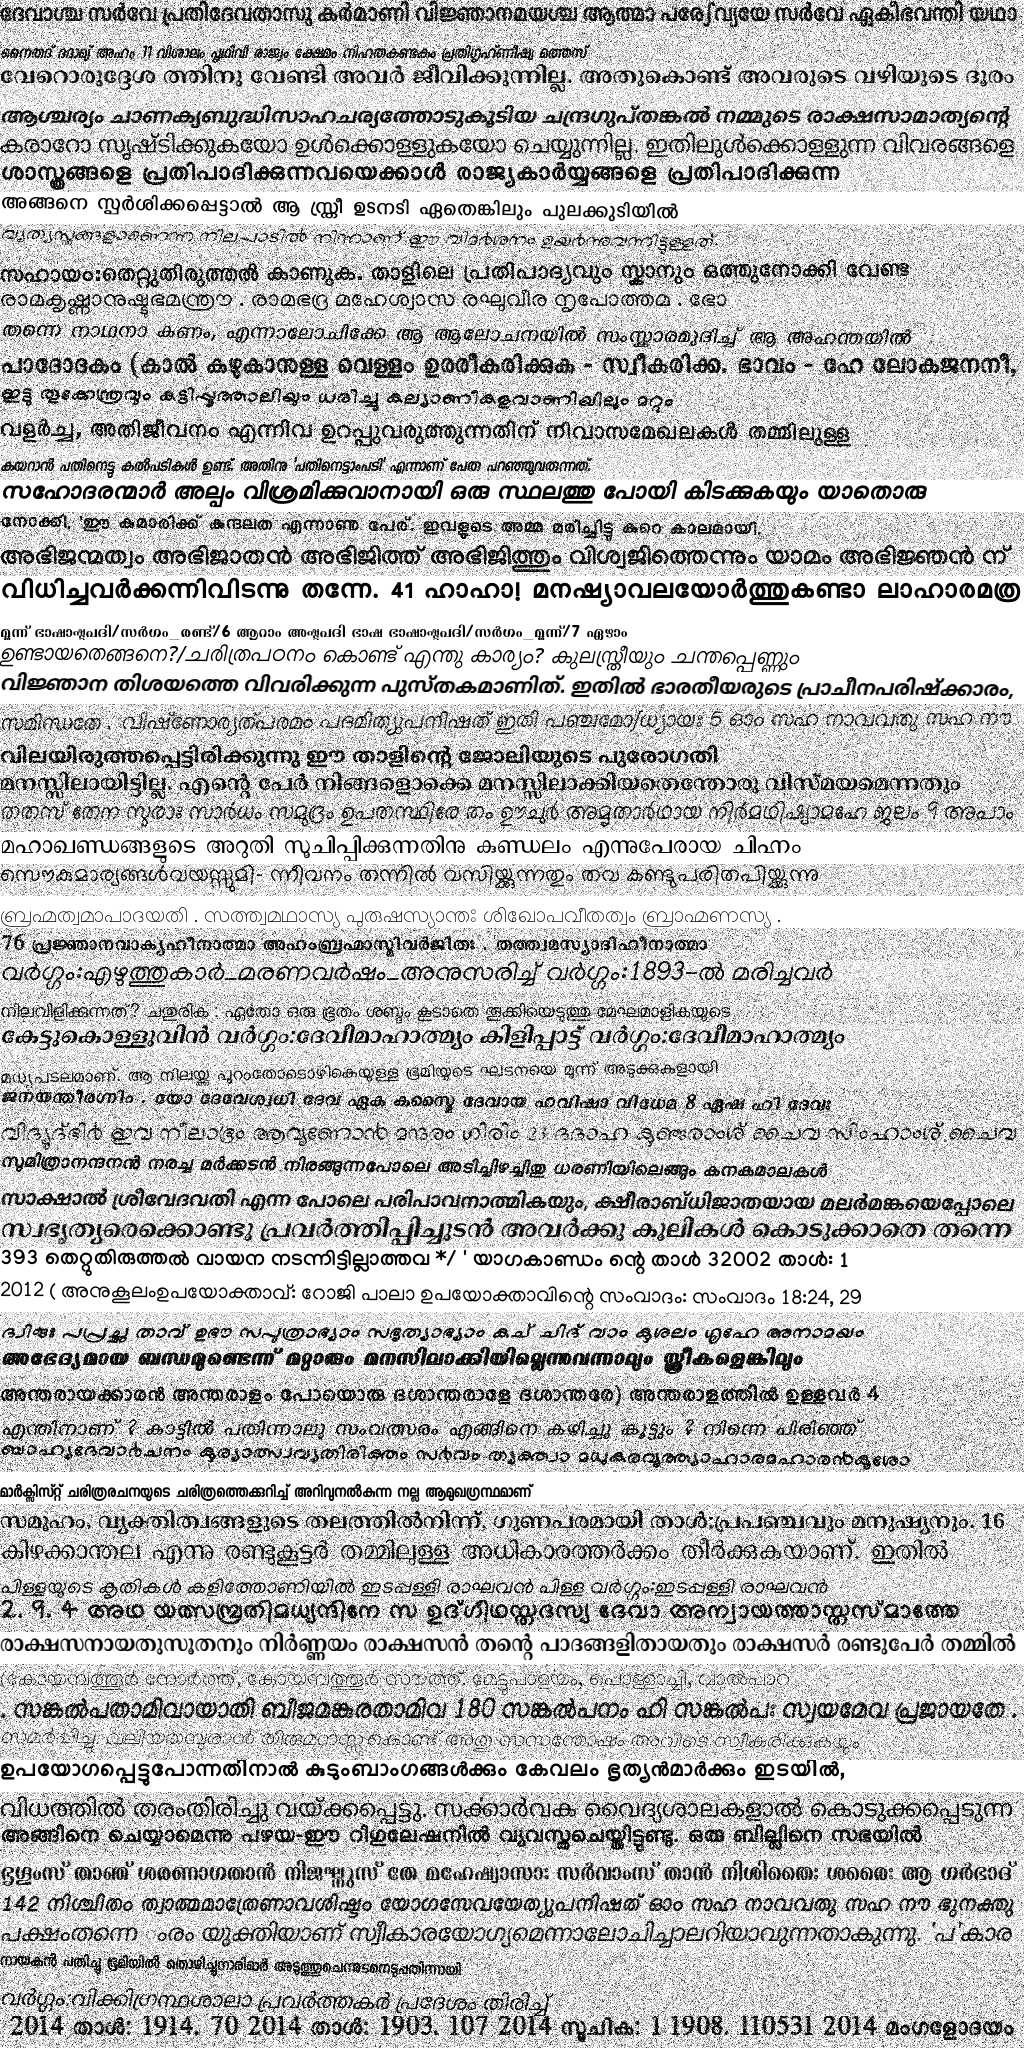 ദേവാശ്ച സർവേ പ്രതിദേവതാസു കർമാണി വിജ്ഞാനമയശ്ച ആത്മാ പരേഽവ്യയേ സർവേ ഏകീഭവന്തി യഥാ
നൈതദ് ദദാമ്യ് അഹം 11 വിശാലം പൃഥിവീ രാജ്യം ക്ഷേമം നിഹതകണ്ടകം പ്രതിഗൃഹ്ണീഷ്വ മത്തസ്
വേറൊരുദ്ദേശ ത്തിനു വേണ്ടി അവർ ജീവിക്കുന്നില്ല. അതുകൊണ്ട് അവരുടെ വഴിയുടെ ദൂരം
ആശ്ചര്യം ചാണക്യബുദ്ധിസാഹചര്യത്തോടുകൂടിയ ചന്ദ്രഗുപ്തങ്കൽ നമ്മുടെ രാക്ഷസാമാത്യന്റെ
കരാറോ സൃഷ്ടിക്കുകയോ ഉൾക്കൊള്ളുകയോ ചെയ്യുന്നില്ല. ഇതിലുൾക്കൊള്ളുന്ന വിവരങ്ങളെ
ശാസ്ത്രങ്ങളെ പ്രതിപാദിക്കുന്നവയെക്കാൾ രാജ്യകാർയ്യങ്ങളെ പ്രതിപാദിക്കുന്ന
അങ്ങനെ സ്പർശിക്കപ്പെട്ടാൽ ആ സ്ത്രീ ഉടനടി ഏതെങ്കിലും പുലക്കുടിയിൽ
വ്യത്യസ്തങ്ങളാണെന്ന നിലപാടിൽ നിന്നാണ് ഈ വിമർശനം ഉയർന്നുവന്നിട്ടുള്ളത്.
സഹായം:തെറ്റുതിരുത്തൽ കാണുക. താളിലെ പ്രതിപാദ്യവും സ്കാനും ഒത്തുനോക്കി വേണ്ട
രാമകൃഷ്ണാനുഷ്ടുഭമന്ത്രൗ . രാമഭദ്ര മഹേശ്വാസ രഘുവീര നൃപോത്തമ . ഭോ
തന്നെ നാഥനാ കണം, എന്നാലോചിക്കേ ആ ആലോചനയിൽ സംസ്ക്കാരമുദിച്ച് ആ അഹന്തയിൽ
പാദോദകം (കാൽ കഴുകാനുള്ള വെള്ളം ഉരരീകരിക്കുക - സ്വീകരിക്ക. ഭാവം - ഹേ ലോകജനനീ,
ഇട്ടു തൂക്കേന്ത്രവും കട്ടിപ്പൂത്താലിയും ധരിച്ചു കല്യാണികളവാണിയിലും മറ്റും
വളർച്ച, അതിജീവനം എന്നിവ ഉറപ്പുവരുത്തുന്നതിന് നിവാസമേഖലകൾ തമ്മിലുള്ള
കയറാൻ പതിനെട്ടു കൽപടികൾ ഉണ്ട്. അതിനു 'പതിനെട്ടാംപടി' എന്നാണ് പേരു പറഞ്ഞുവരുന്നത്.
സഹോദരന്മാർ അല്പം വിശ്രമിക്കുവാനായി ഒരു സ്ഥലത്തു പോയി കിടക്കുകയും യാതൊരു
നോക്കി, 'ഈ കുമാരിക്ക് കുന്ദലത എന്നാണു പേര്. ഇവളുടെ അമ്മ മരിച്ചിട്ടു കുറെ കാലമായി.
അഭിജന്മത്വം അഭിജാതൻ അഭിജിത്ത് അഭിജിത്തും വിശ്വജിത്തെന്നും യാമം അഭിജ്ഞൻ ന്
വിധിച്ചവർക്കന്നിവിടന്നു തന്നേ. 41 ഹാഹാ! മനഷ്യാവലയോർത്തുകണ്ടാ ലാഹാരമത്ര
മൂന്ന് ഭാഷാഷ്ടപദി/സർഗം_രണ്ട്/6 ആറാം അഷ്ടപദി ഭാഷ ഭാഷാഷ്ടപദി/സർഗം_മൂന്ന്/7 ഏഴാം
ഉണ്ടായതെങ്ങനെ?/ചരിത്രപഠനം കൊണ്ട് എന്തു കാര്യം? കുലസ്ത്രീയും ചന്തപ്പെണ്ണും
വിജ്ഞാന തിശയത്തെ വിവരിക്കുന്ന പുസ്തകമാണിത്. ഇതിൽ ഭാരതീയരുടെ പ്രാചീനപരിഷ്ക്കാരം,
സമിന്ധതേ . വിഷ്ണോര്യത്പരമം പദമിത്യുപനിഷത് ഇതി പഞ്ചമോഽധ്യായഃ 5 ഓം സഹ നാവവതു സഹ നൗ
വിലയിരുത്തപ്പെട്ടിരിക്കുന്നു ഈ താളിന്റെ ജോലിയുടെ പുരോഗതി
മനസ്സിലായിട്ടില്ല. എന്റെ പേർ നിങ്ങളൊക്കെ മനസ്സിലാക്കിയതെന്തോരു വിസ്മയമെന്നതും
തതസ് തേന സുരാഃ സാർധം സമുദ്രം ഉപതസ്ഥിരേ തം ഊചുർ അമൃതാർഥായ നിർമഥിഷ്യാമഹേ ജലം 9 അപാം
മഹാഖണ്ഡങ്ങളുടെ അറുതി സൂചിപ്പിക്കുന്നതിനു കുണ്ഡലം എന്നുപേരായ ചിഹ്നം
സൌകുമാര്യങ്ങൾവയസ്സുമി- ന്നീവനം തന്നിൽ വസിയ്ക്കുന്നതും തവ കണ്ടുപരിതപിയ്ക്കുന്നു
ബ്രഹ്മത്വമാപാദയതി . സത്ത്വമഥാസ്യ പുരുഷസ്യാന്തഃ ശിഖോപവീതത്വം ബ്രാഹ്മണസ്യ .
76 പ്രജ്ഞാനവാക്യഹീനാത്മാ അഹംബ്രഹ്മാസ്മിവർജിതഃ . തത്ത്വമസ്യാദിഹീനാത്മാ
വർഗ്ഗം:എഴുത്തുകാർ_മരണവർഷം_അനുസരിച്ച് വർഗ്ഗം:1893-ൽ മരിച്ചവർ
നിലവിളിക്കുന്നത്? ചതുരിക : ഏതോ ഒരു ഭൂതം ശബ്ദം കൂടാതെ തൂക്കിയെടുത്തു മേഘമാളികയുടെ
കേട്ടുകൊള്ളുവിൻ വർഗ്ഗം:ദേവീമാഹാത്മ്യം കിളിപ്പാട്ട് വർഗ്ഗം:ദേവീമാഹാത്മ്യം
മധ്യപടലമാണ്. ആ നിലയ്ക്കു പൂറംതോടൊഴികെയുള്ള ഭൂമിയുടെ ഘടനയെ മൂന്ന് അടുക്കുകളായി
ജനയന്തീരഗ്നിം . യോ ദേവേശ്വധി ദേവ ഏക കസ്മൈ ദേവായ ഹവിഷാ വിധേമ 8 ഏഷ ഹി ദേവഃ
വിദ്യുദ്ഭിർ ഇവ നീലാഭ്രം ആവൃണോൻ മന്ദരം ഗിരിം 23 ദദാഹ കുഞ്ജരാംശ് ചൈവ സിംഹാംശ് ചൈവ
സുമിത്രാനന്ദനൻ നരച്ച മർക്കടൻ നിരങ്ങുന്നപോലെ അടിച്ചിഴച്ചിതു ധരണിയിലെങ്ങും കനകമാലകൾ
സാക്ഷാൽ ശ്രീവേദവതി എന്ന പോലെ പരിപാവനാത്മികയും, ക്ഷീരാബ്ധിജാതയായ മലർമങ്കയെപ്പോലെ
സ്വഭൃത്യരെക്കൊണ്ടു പ്രവർത്തിപ്പിച്ചൂടൻ അവർക്കു കൂലികൾ കൊടുക്കാതെ തന്നെ
393 തെറ്റുതിരുത്തൽ വായന നടന്നിട്ടില്ലാത്തവ */ ' യാഗകാണ്ഡം ന്റെ താൾ 32002 താൾ: 1
2012 ( അനുകൂലംഉപയോക്താവ്: റോജി പാലാ ഉപയോക്താവിന്റെ സംവാദം: സംവാദം 18:24, 29
ദ്വിജഃ പപ്രച്ഛ താവ് ഉഭൗ സപുത്രാഭ്യാം സഭൃത്യാഭ്യാം കച് ചിദ് വാം കുശലം ഗൃഹേ അനാമയം
അഭേദ്യമായ ബന്ധമുണ്ടെന്ന് മറ്റാരും മനസിലാക്കിയില്ലെന്നുവന്നാലും സ്ത്രീകളെങ്കിലും
അന്തരായക്കാരൻ അന്തരാളം പോയൊരു ദശാന്തരാളേ ദശാന്തരേ) അന്തരാളത്തിൽ ഉള്ളവർ 4
എന്തിനാണ് ? കാട്ടിൽ പതിന്നാലു സംവത്സരം എങ്ങിനെ കഴിച്ചു കൂട്ടും ? നിന്നെ പിരിഞ്ഞ്
ബാഹ്യദേവാർചനം കുര്യാത്സ്വവ്യതിരിക്തം സർവം ത്യക്ത്വാ മധുകരവൃത്ത്യാഹാരമഹാരൻകൃശോ
മാർക്സിസ്റ്റ് ചരിത്രരചനയുടെ ചരിത്രത്തെക്കുറിച്ച് അറിവുനൽകുന്ന നല്ല ആമുഖഗ്രന്ഥമാണ്
സമൂഹം, വ്യക്തിത്വങ്ങളുടെ തലത്തിൽനിന്ന്, ഗുണപരമായി താൾ:പ്രപഞ്ചവും മനുഷ്യനും. 16
കിഴക്കാന്തല എന്നു രണ്ടുകൂട്ടർ തമ്മിലുള്ള അധികാരത്തർക്കം തീർക്കുകയാണ്. ഇതിൽ
പിള്ളയുടെ കൃതികൾ കളിത്തോണിയിൽ ഇടപ്പള്ളി രാഘവൻ പിള്ള വർഗ്ഗം:ഇടപ്പള്ളി രാഘവൻ
2. 9. 4 അഥ യത്സമ്പ്രതിമധ്യന്ദിനേ സ ഉദ്ഗീഥസ്തദസ്യ ദേവാ അന്വായത്താസ്തസ്മാത്തേ
രാക്ഷസനായതുസൂതനും നിർണ്ണയം രാക്ഷസൻ തന്റെ പാദങ്ങളിതായതും രാക്ഷസർ രണ്ടുപേർ തമ്മിൽ
(കോയമ്പത്തൂർ നോർത്ത്, കോയമ്പത്തൂർ സൗത്ത്, മേട്ടുപാളയം, പൊള്ളാച്ചി, വാൽപാറ
. സങ്കൽപതാമിവായാതി ബീജമങ്കുരതാമിവ 180 സങ്കൽപനം ഹി സങ്കൽപഃ സ്വയമേവ പ്രജായതേ .
സമർപ്പിച്ചു. വലിയതമ്പുരാൻ തിരുമനസ്സുകൊണ്ട് അതു സസന്തോഷം അവിടെ സ്വീകരിക്കുകയും
ഉപയോഗപ്പെട്ടുപോന്നതിനാൽ കുടുംബാംഗങ്ങൾക്കും കേവലം ഭൃത്യൻമാർക്കും ഇടയിൽ,
വിധത്തിൽ തരംതിരിച്ചു വയ്ക്കപ്പെട്ടു. സർക്കാർവക വൈദ്യശാലകളാൽ കൊടുക്കപ്പെടുന്ന
അങ്ങിനെ ചെയ്യാമെന്നു പഴയ-ഈ റിഗുലേഷനിൽ വ്യവസ്തചെയ്തിട്ടുണ്ടു. ഒരു ബില്ലിനെ സഭയിൽ
ഭൃഗൂംസ് താഞ് ശരണാഗതാൻ നിജഘ്നുസ് തേ മഹേഷ്വാസാഃ സർവാംസ് താൻ നിശിതൈഃ ശരൈഃ ആ ഗർഭാദ്
142 നിശ്ചിതം ത്വാത്മമാത്രേണാവശിഷ്ടം യോഗസേവയേത്യുപനിഷത് ഓം സഹ നാവവതു സഹ നൗ ഭുനക്തു
പക്ഷംതന്നെ ംരം യുക്തിയാണ് സ്വീകാരയോഗ്യമെന്നാലോചിച്ചാലറിയാവുന്നതാകുന്നു. 'പ'കാര
നായകൻ പതിച്ചു ഭൂമിയിൽ തൊഴിച്ചുനാരിമാർ അടുത്തുചെന്നുടനെടുപ്പതിന്നായി
വർഗ്ഗം:വിക്കിഗ്രന്ഥശാലാ പ്രവർത്തകർ പ്രദേശം തിരിച്ച്
2014 താൾ: 1914. 70 2014 താൾ: 1903. 107 2014 സൂചിക: 1 1908. 110531 2014 മംഗളോദയം